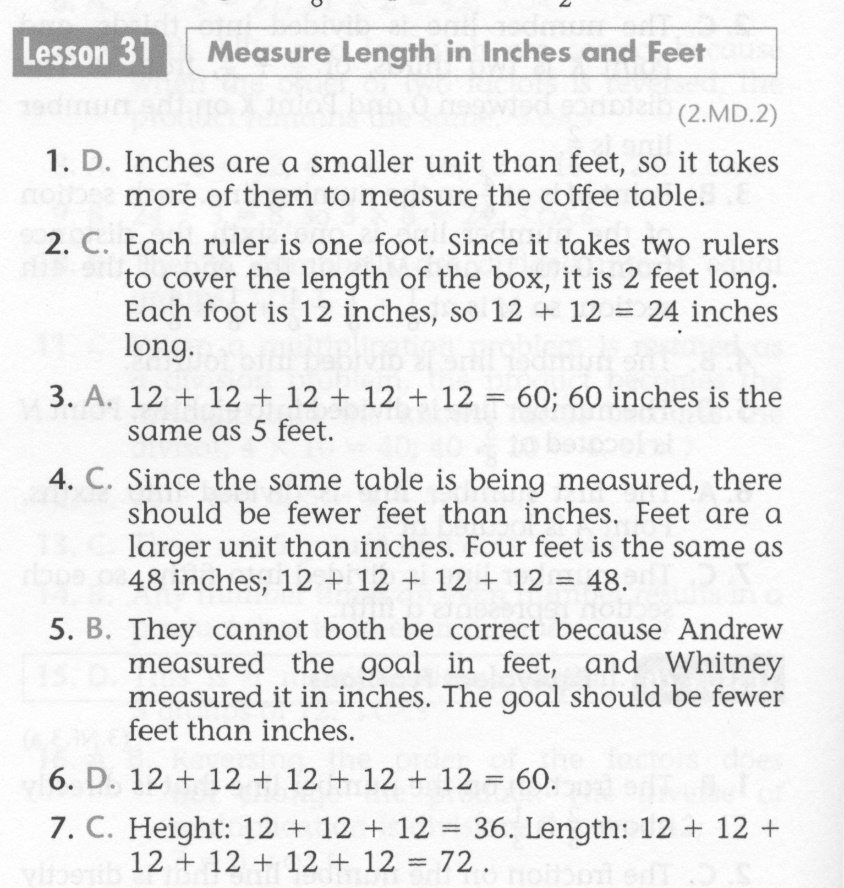 Lesson 31 Measure Length in Inches and Feet
(2.MD.2)
1. D. Inches are a smaller unit than feet, so it takes
more of them to measure the coffee table.
2. C. Each ruler is one foot. Since it takes two rulers
to cover the length of the box, it is 2 feet long.
Each foot is 12 inches, so 12 + 12 = 24 inches
long.
3. A. 12 + 12 + 12 + 12 + 12 = 60; 60 inches is the
same as 5 feet.
4. C. Since the same table is being measured, there
should be fewer feet than inches. Feet are a
larger unit than inches. Four feet is the same as
48 inches; 12 + 12 + 12 + 12 = 48.
5. B. They cannot both be correct because Andrew
measured the goal in feet, and Whitney
measured it in inches. The goal should be fewer
feet than inches.
6. D. 12 + 12 + 12 + 12 + 12 = 60.
7. C. Height: 12 + 12 + 12 = 36. Length: 12 + 12 +
12 + 12 + 12 + 12 = 72 .